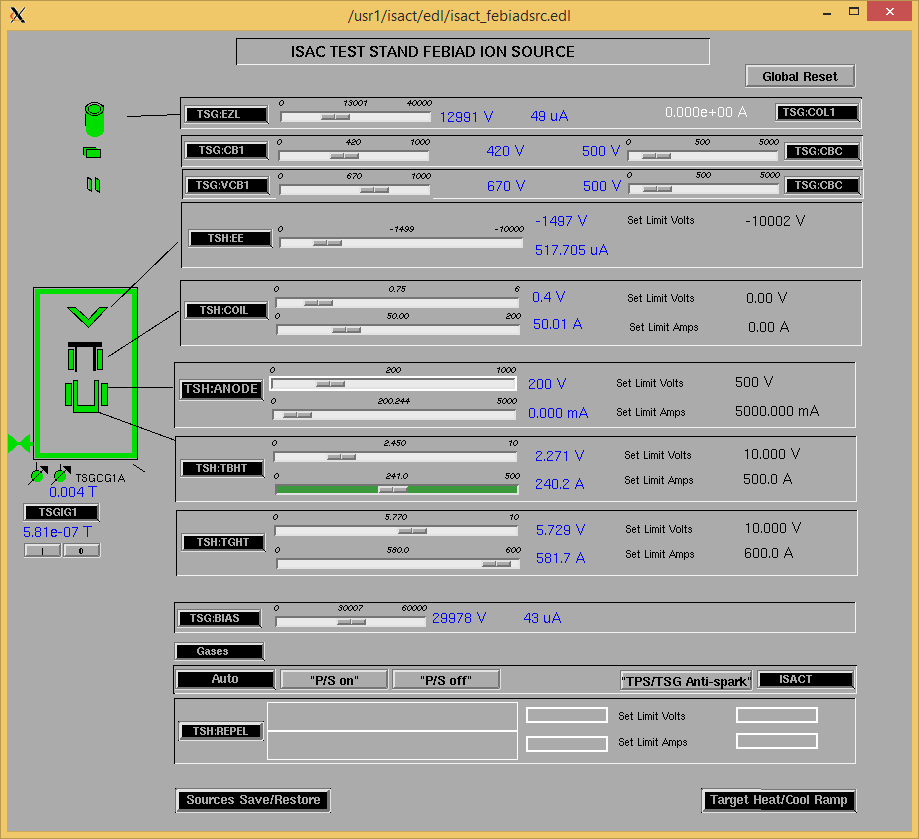 /usr1/isact/edl/isact_febiadsrc.edl
ISAC TEST STAND FEBIAD ION SOURCE
Global Reset
0 13001 40000
TSG:EZL 12991 V 49 uA 0.000e+00 A TSG:COL1
0 420 1000 0 500 5000
TSG:CB1 420 V 500 V TSG:CBC
0 670 1000 0 500 5000
TSG:VCB1 670 V 500 V TSG:CBC
-1497 V Set Limit Volts -10002 V
0 -1499 -10000
TSH:EE
517.705 uA
0 0.75 6
0.4 V Set Limit Volts 0.00 V
TSH:COIL
0 50.00 200
50.01 A Set Limit Amps 0.00 A
0 200 1000
200 V Set Limit Volts 500 V
TSH:ANODE
0 200.244 5000
0.000 mA Set Limit Amps 5000.000 mA
0 2.450 10
2.271 V Set Limit Volts 10.000 V
TSH:TBHT
0 241.0 500
240.2 A Set Limit Amps 500.0 A
TSGCG1A
0.004 T
TSGIG1
5.81e-07 T
I 0
0 5.770 10
5.729 V Set Limit Volts 10.000 V
TSH:TGHT
0 580.0 600
581.7 A Set Limit Amps 600.0 A
0 30007 60000
TSG:BIAS 29978 V 43 uA
Gases
Auto "P/S on" "P/S off" "TPS/TSG Anti-spark" ISACT
Set Limit Volts
TSH:REPEL
Set Limit Amps
Sources Save/Restore Target Heat/Cool Ramp